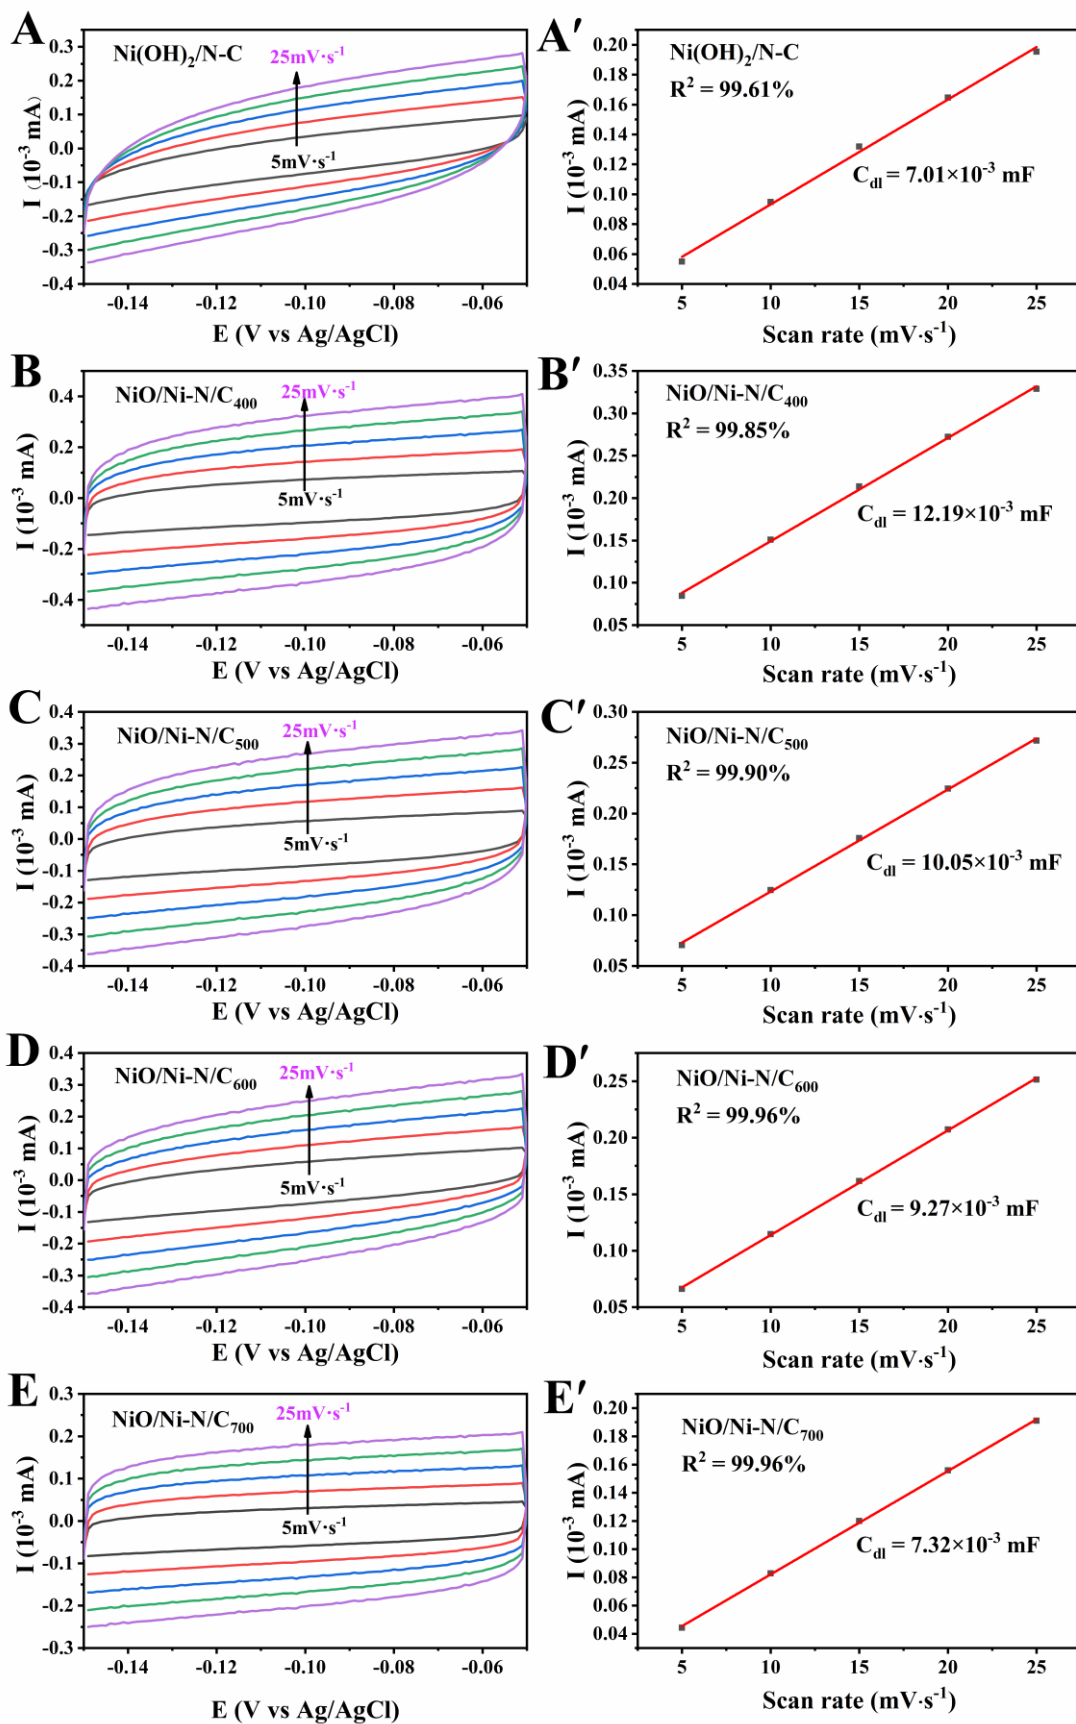 A
Ni(OH)₂/N-C
25mV·s⁻¹
5mV·s⁻¹
I (10⁻³ mA)
0.3
0.2
0.1
0.0
-0.1
-0.2
-0.3
-0.4
-0.14
-0.12
-0.10
-0.08
-0.06
E (V vs Ag/AgCl)
A′
Ni(OH)₂/N-C
R² = 99.61%
C_dl = 7.01×10⁻³ mF
I (10⁻³ mA)
0.20
0.18
0.16
0.14
0.12
0.10
0.08
0.06
0.04
5
10
15
20
25
Scan rate (mV·s⁻¹)
B
NiO/Ni-N/C₄₀₀
25mV·s⁻¹
5mV·s⁻¹
I (10⁻³ mA)
0.4
0.2
0.0
-0.2
-0.4
-0.14
-0.12
-0.10
-0.08
-0.06
E (V vs Ag/AgCl)
B′
NiO/Ni-N/C₄₀₀
R² = 99.85%
C_dl = 12.19×10⁻³ mF
I (10⁻³ mA)
0.35
0.30
0.25
0.20
0.15
0.10
0.05
5
10
15
20
25
Scan rate (mV·s⁻¹)
C
NiO/Ni-N/C₅₀₀
25mV·s⁻¹
5mV·s⁻¹
I (10⁻³ mA)
0.4
0.3
0.2
0.1
0.0
-0.1
-0.2
-0.3
-0.4
-0.14
-0.12
-0.10
-0.08
-0.06
E (V vs Ag/AgCl)
C′
NiO/Ni-N/C₅₀₀
R² = 99.90%
C_dl = 10.05×10⁻³ mF
I (10⁻³ mA)
0.30
0.25
0.20
0.15
0.10
0.05
5
10
15
20
25
Scan rate (mV·s⁻¹)
D
NiO/Ni-N/C₆₀₀
25mV·s⁻¹
5mV·s⁻¹
I (10⁻³ mA)
0.4
0.3
0.2
0.1
0.0
-0.1
-0.2
-0.3
-0.4
-0.14
-0.12
-0.10
-0.08
-0.06
E (V vs Ag/AgCl)
D′
NiO/Ni-N/C₆₀₀
R² = 99.96%
C_dl = 9.27×10⁻³ mF
I (10⁻³ mA)
0.25
0.20
0.15
0.10
0.05
5
10
15
20
25
Scan rate (mV·s⁻¹)
E
NiO/Ni-N/C₇₀₀
25mV·s⁻¹
5mV·s⁻¹
I (10⁻³ mA)
0.3
0.2
0.1
0.0
-0.1
-0.2
-0.3
-0.14
-0.12
-0.10
-0.08
-0.06
E (V vs Ag/AgCl)
E′
NiO/Ni-N/C₇₀₀
R² = 99.96%
C_dl = 7.32×10⁻³ mF
I (10⁻³ mA)
0.20
0.18
0.16
0.14
0.12
0.10
0.08
0.06
0.04
5
10
15
20
25
Scan rate (mV·s⁻¹)